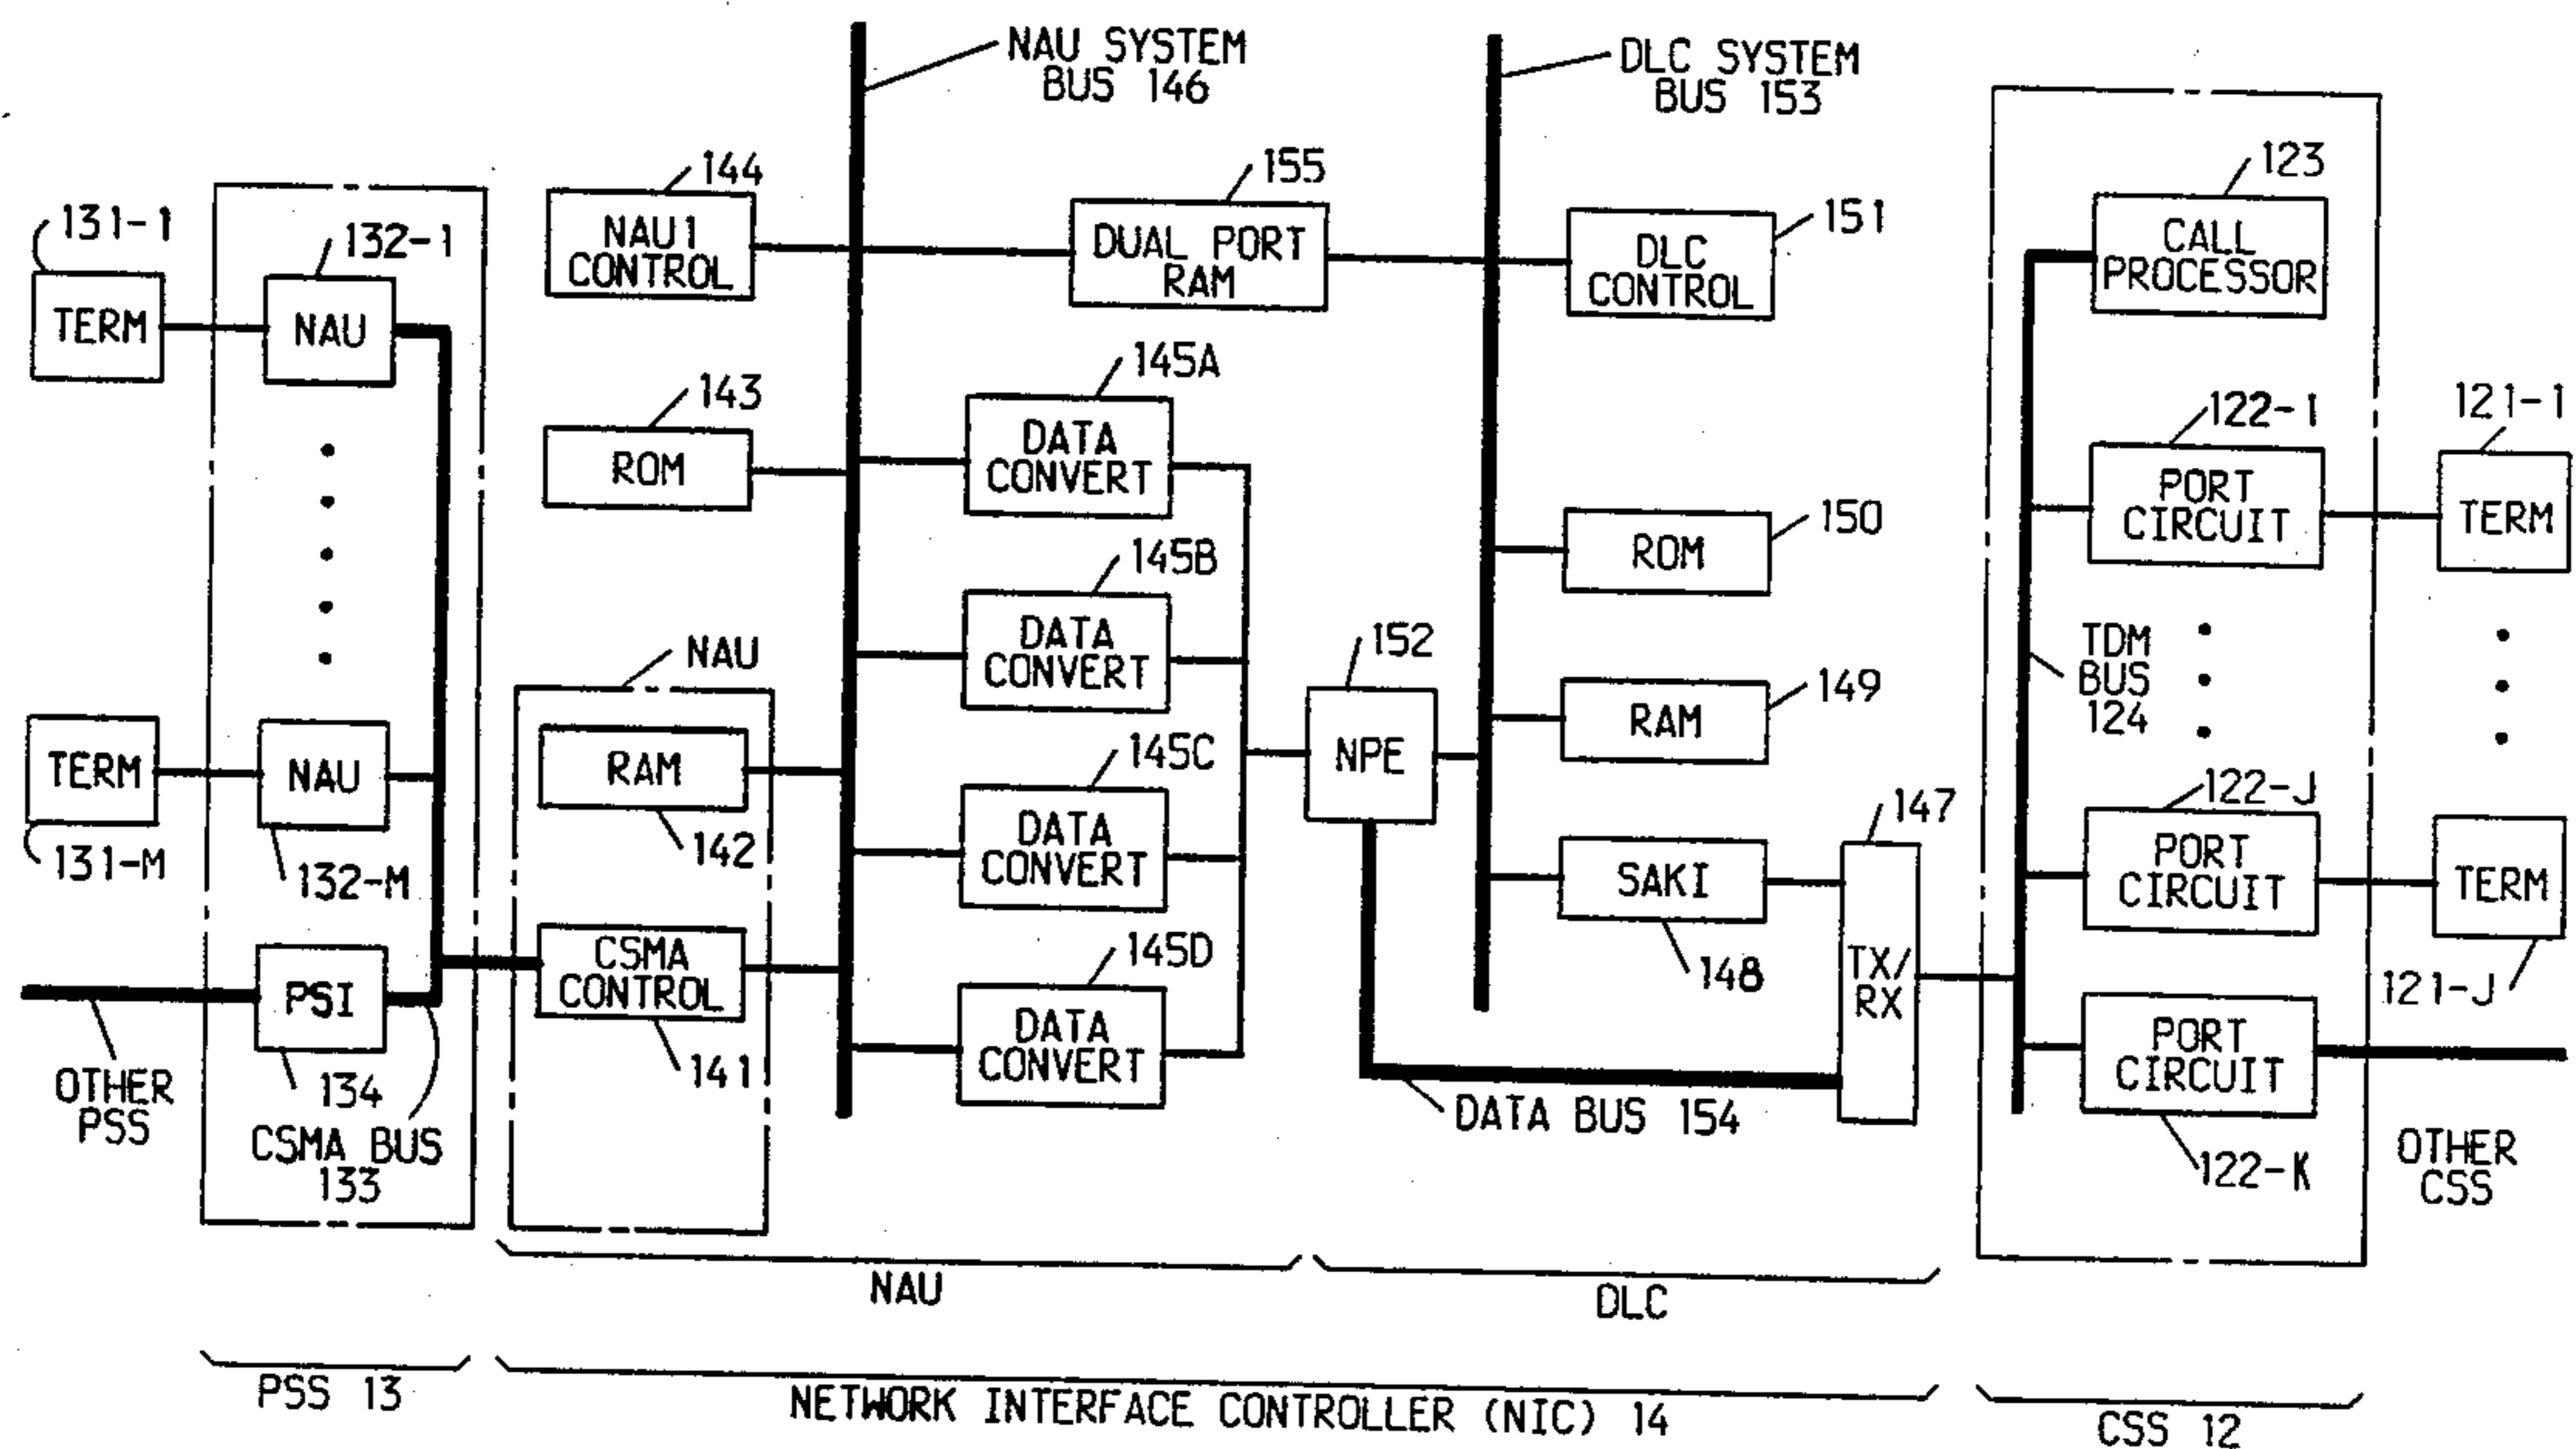 NAU SYSTEM
BUS 146
DLC SYSTEM
BUS 153
131-1
TERM
132-1
NAU
144
NAU1
CONTROL
155
DUAL PORT
RAM
151
DLC
CONTROL
123
CALL
PROCESSOR
143
ROM
145A
DATA
CONVERT
150
ROM
122-1
PORT
CIRCUIT
121-1
TERM
145B
DATA
CONVERT
NAU
152
NPE
149
RAM
TDM
BUS
124
TERM
131-M
NAU
132-M
RAM
142
145C
DATA
CONVERT
SAKI
148
147
TX/
RX
122-J
PORT
CIRCUIT
TERM
121-J
OTHER
PSS
PSI
134
CSMA BUS
133
CSMA
CONTROL
141
145D
DATA
CONVERT
DATA BUS 154
PORT
CIRCUIT
122-K
OTHER
CSS
NAU
DLC
PSS 13
NETWORK INTERFACE CONTROLLER (NIC) 14
CSS 12